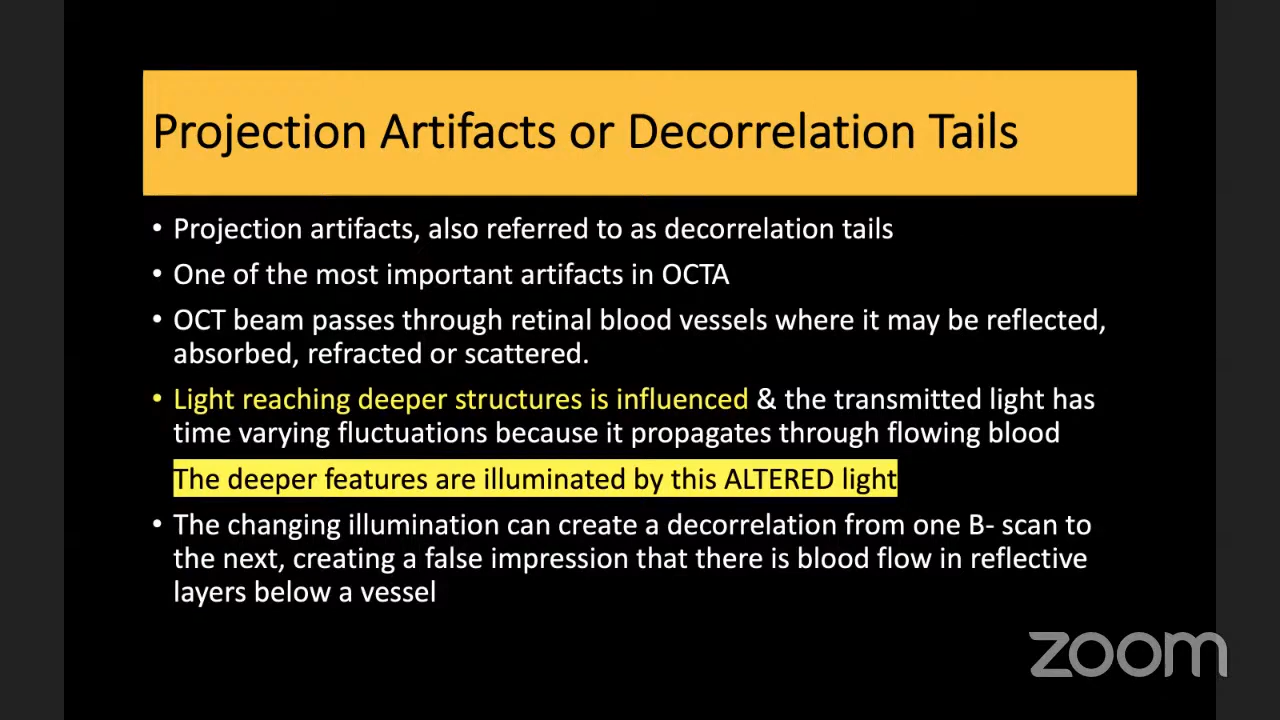 Projection Artifacts or Decorrelation Tails
• Projection artifacts, also referred to as decorrelation tails
• One of the most important artifacts in OCTA
• OCT beam passes through retinal blood vessels where it may be reflected,
absorbed, refracted or scattered.
• Light reaching deeper structures is influenced & the transmitted light has
time varying fluctuations because it propagates through flowing blood
The deeper features are illuminated by this ALTERED light
• The changing illumination can create a decorrelation from one B- scan to
the next, creating a false impression that there is blood flow in reflective
layers below a vessel
zoom